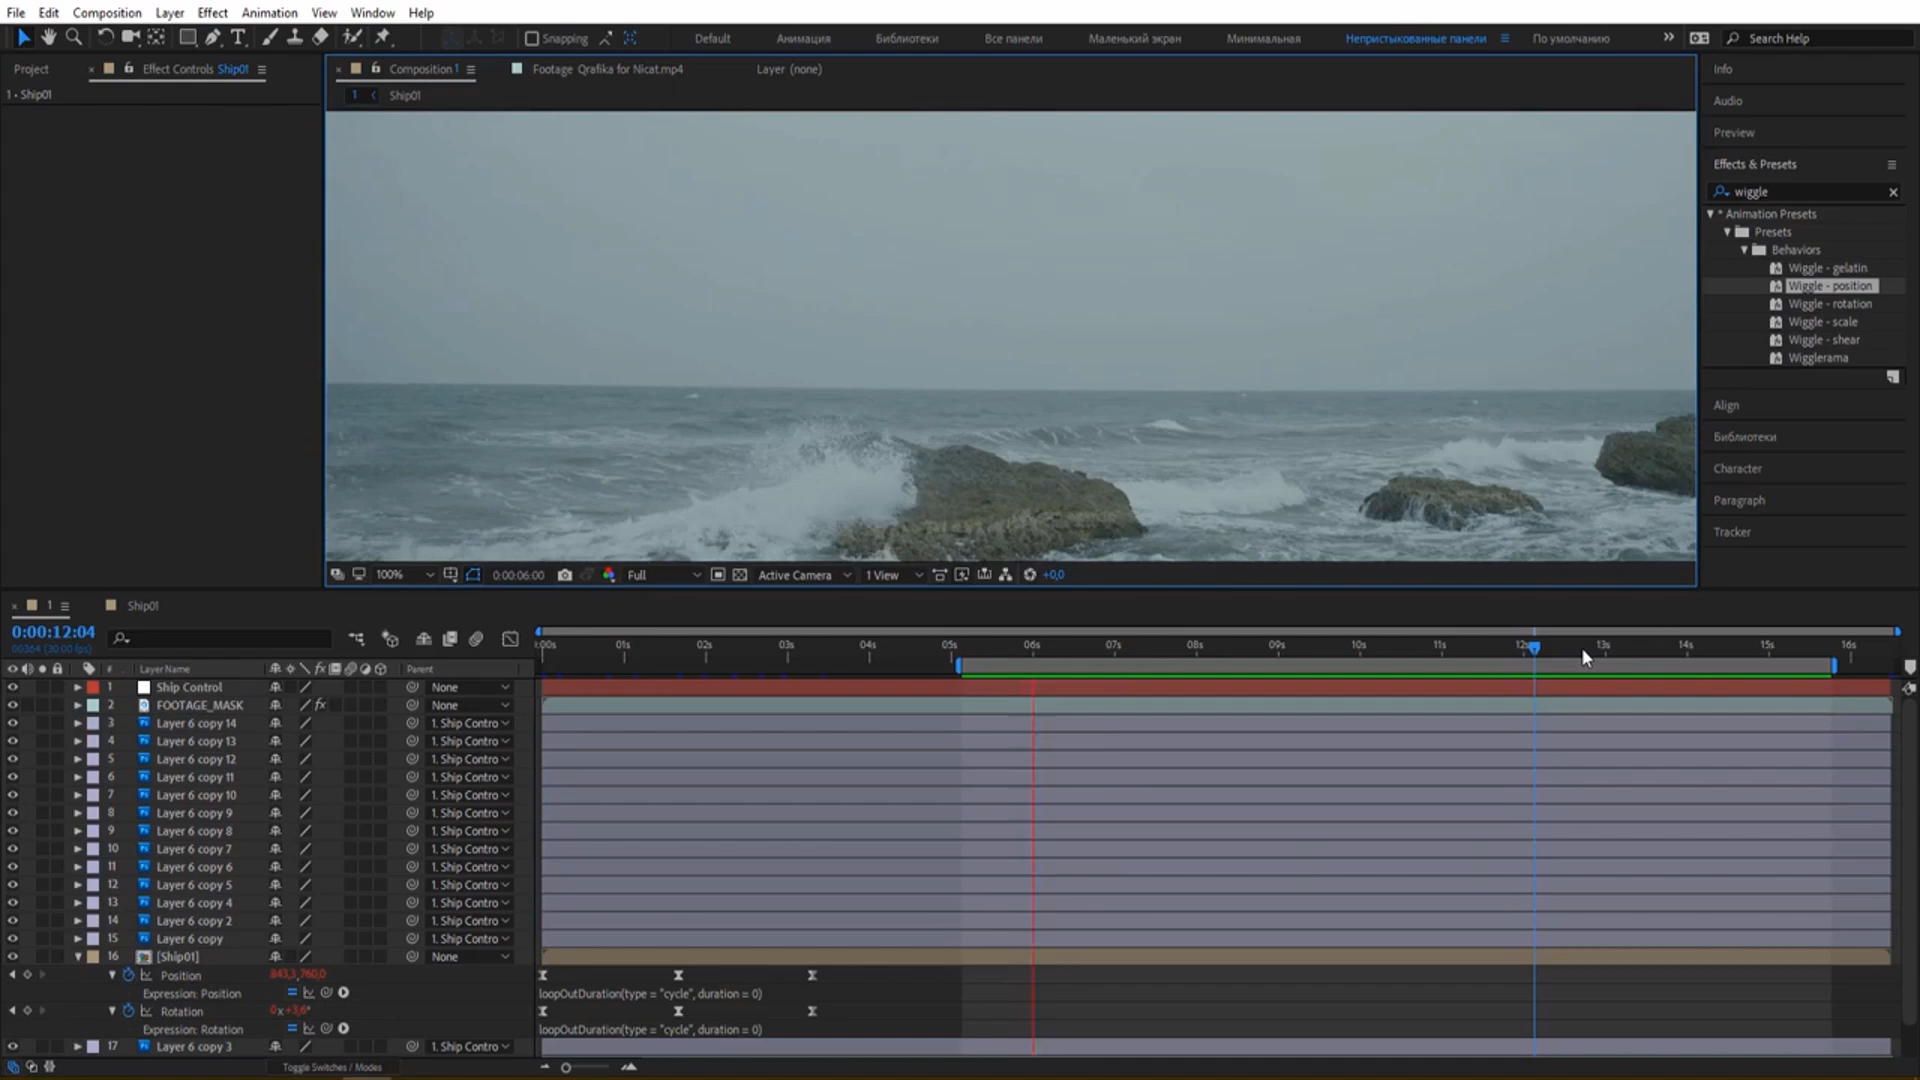 File Edit Composition Layer Effect Animation View Window Help
Snapping
Default Анимация Библиотеки Все панели Маленький экран Минимальная Непристыкованные панели По умолчанию
Search Help
Project
Effect Controls Ship01
Composition 1
Footage Qrafika for Nicat.mp4
Layer (none)
1 • Ship01
1 Ship01
Info
Audio
Preview
Effects & Presets
wiggle
* Animation Presets
Presets
Behaviors
Wiggle - gelatin
Wiggle - position
Wiggle - rotation
Wiggle - scale
Wiggle - shear
Wigglerama
Align
Библиотеки
Character
Paragraph
Tracker
100% 0:00:06:00 Full Active Camera 1 View +0,0
1 Ship01
0:00:12:04
00364 (30.00 fps)
:00s 01s 02s 03s 04s 05s 06s 07s 08s 09s 10s 11s 12s 13s 14s 15s 16s
# Layer Name fx Parent
1 Ship Control None
2 FOOTAGE_MASK fx None
3 Layer 6 copy 14 1. Ship Contro
4 Layer 6 copy 13 1. Ship Contro
5 Layer 6 copy 12 1. Ship Contro
6 Layer 6 copy 11 1. Ship Contro
7 Layer 6 copy 10 1. Ship Contro
8 Layer 6 copy 9 1. Ship Contro
9 Layer 6 copy 8 1. Ship Contro
10 Layer 6 copy 7 1. Ship Contro
11 Layer 6 copy 6 1. Ship Contro
12 Layer 6 copy 5 1. Ship Contro
13 Layer 6 copy 4 1. Ship Contro
14 Layer 6 copy 2 1. Ship Contro
15 Layer 6 copy 1. Ship Contro
16 [Ship01] None
Position 843,3,760,0
Expression: Position loopOutDuration(type = "cycle", duration = 0)
Rotation 0x+3,6°
Expression: Rotation loopOutDuration(type = "cycle", duration = 0)
17 Layer 6 copy 3 1. Ship Contro
Toggle Switches / Modes